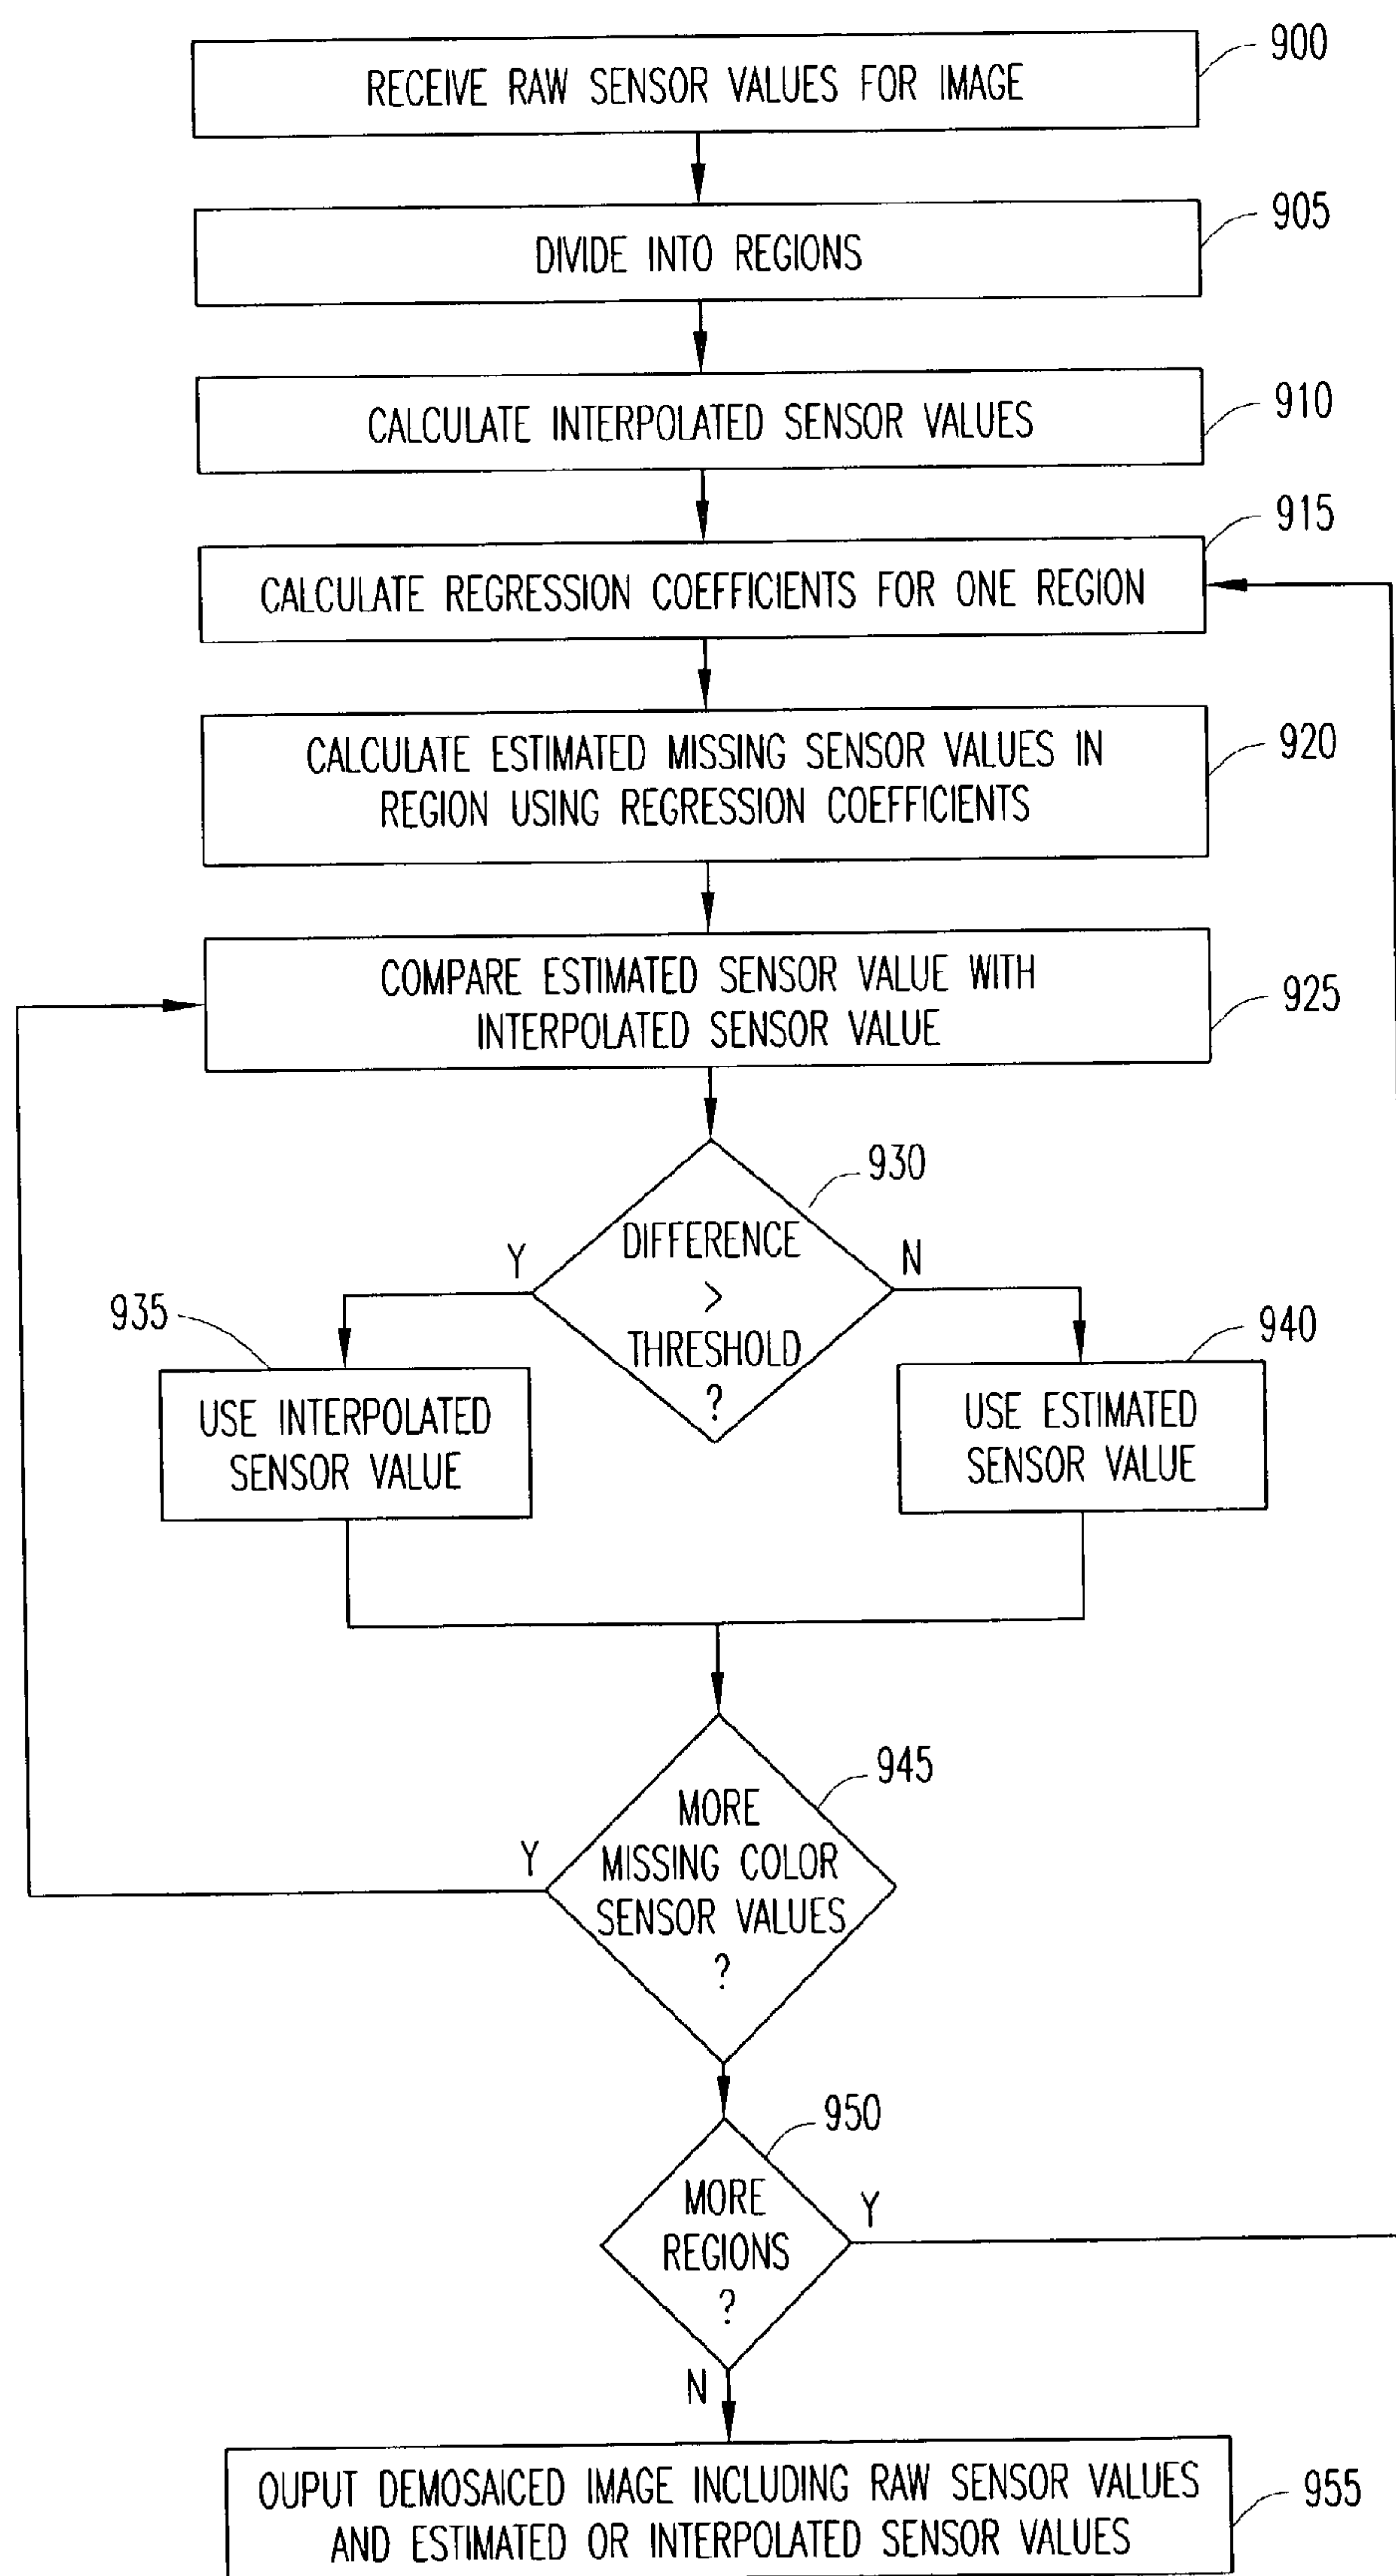 RECEIVE RAW SENSOR VALUES FOR IMAGE
900
DIVIDE INTO REGIONS
905
CALCULATE INTERPOLATED SENSOR VALUES
910
CALCULATE REGRESSION COEFFICIENTS FOR ONE REGION
915
CALCULATE ESTIMATED MISSING SENSOR VALUES IN
REGION USING REGRESSION COEFFICIENTS
920
COMPARE ESTIMATED SENSOR VALUE WITH
INTERPOLATED SENSOR VALUE
925
DIFFERENCE
>
THRESHOLD
?
930
Y
N
935
USE INTERPOLATED
SENSOR VALUE
940
USE ESTIMATED
SENSOR VALUE
MORE
MISSING COLOR
SENSOR VALUES
?
945
Y
MORE
REGIONS
?
950
Y
N
OUPUT DEMOSAICED IMAGE INCLUDING RAW SENSOR VALUES
AND ESTIMATED OR INTERPOLATED SENSOR VALUES
955